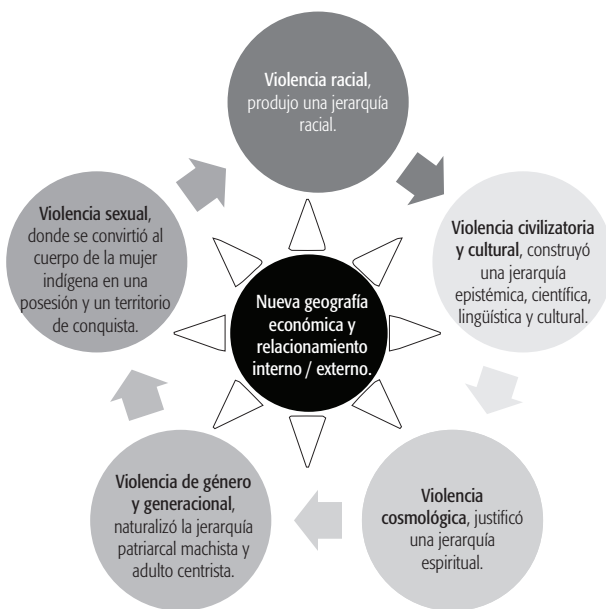 Violencia racial,
produjo una jerarquía
racial.
Violencia civilizatoria
y cultural, construyó
una jerarquía
epistémica, científica,
lingüística y cultural.
Violencia
cosmológica, justificó
una jerarquía
espiritual.
Violencia de género
y generacional,
naturalizó la jerarquía
patriarcal machista y
adulto centrista.
Violencia sexual,
donde se convirtió al
cuerpo de la mujer
indígena en una
posesión y un territorio
de conquista.
Nueva geografía
económica y
relacionamiento
interno / externo.